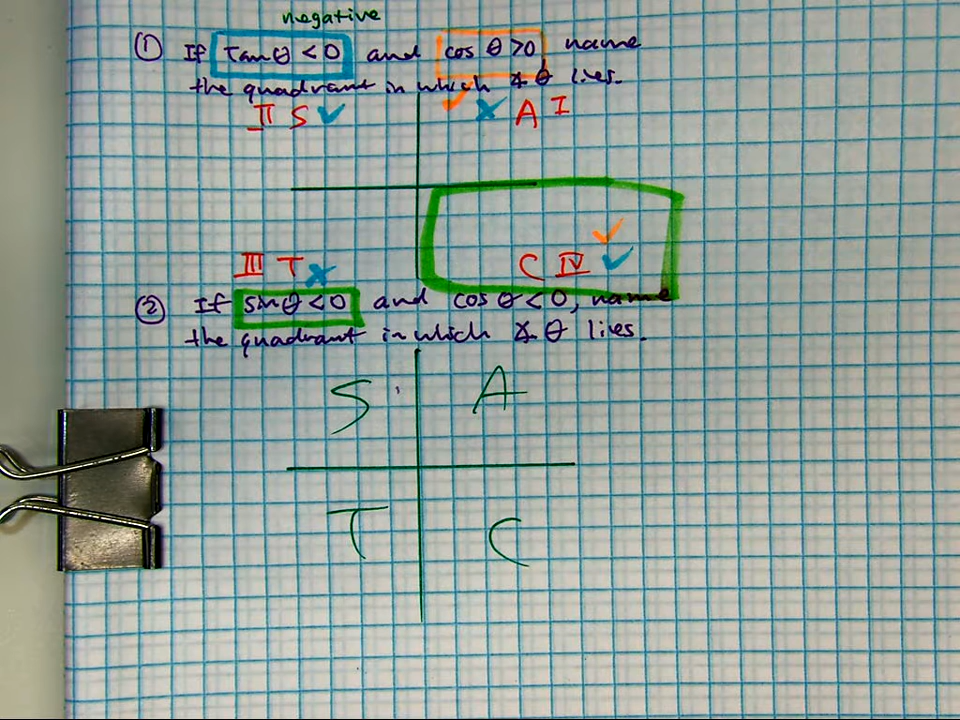 negative
① If Tan θ < 0 and cos θ > 0, name
the quadrant in which ∡ θ lies.
II S ✓ ✓ × A I
✓
III T × C IV ✓
② If sin θ < 0 and cos θ < 0, name
the quadrant in which ∡ θ lies.
S A
T C